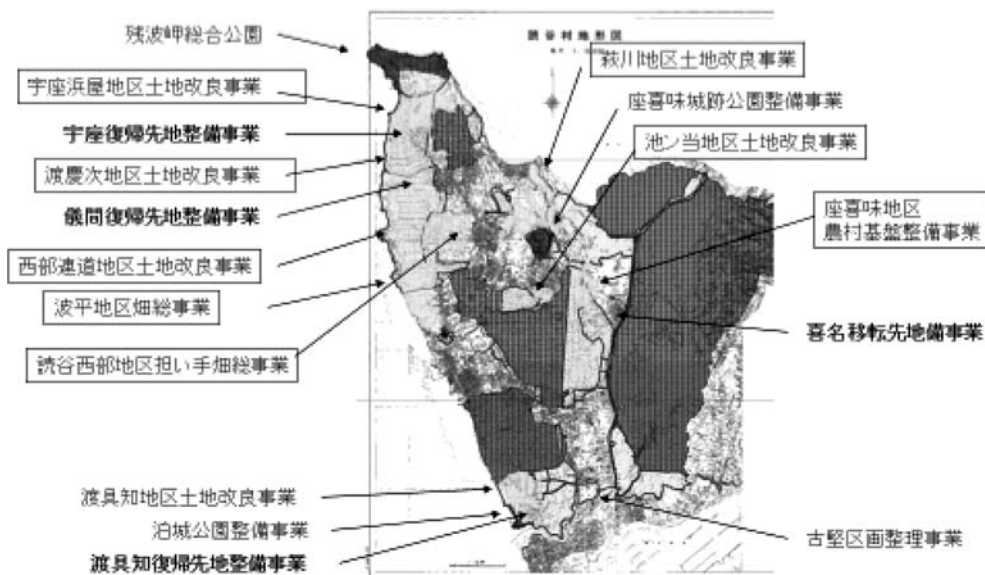 残波岬総合公園
読谷村地形図
萩川地区土地改良事業
宇座浜屋地区土地改良事業
座喜味城跡公園整備事業
宇座復帰先地整備事業
池ン当地区土地改良事業
渡慶次地区土地改良事業
儀間復帰先地整備事業
座喜味地区
農村基盤整備事業
西部連道地区土地改良事業
波平地区畑総事業
喜名移転先地備事業
読谷西部地区担い手畑総事業
渡具知地区土地改良事業
泊城公園整備事業
古堅区画整理事業
渡具知復帰先地整備事業